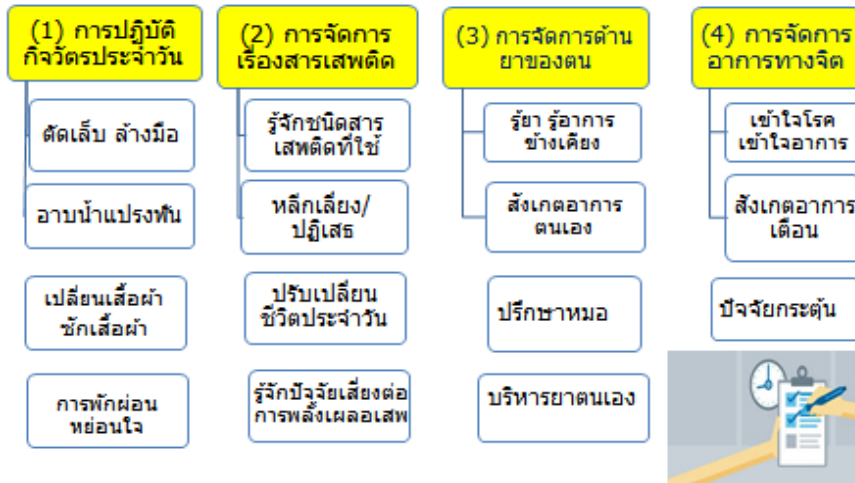 (1) การปฏิบัติ
กิจวัตรประจำวัน
ตัดเล็บ ล้างมือ
อาบน้ำแปรงฟัน
เปลี่ยนเสื้อผ้า
ซักเสื้อผ้า
การพักผ่อน
หย่อนใจ
(2) การจัดการ
เรื่องสารเสพติด
รู้จักชนิดสาร
เสพติดที่ใช้
หลีกเลี่ยง/
ปฏิเสธ
ปรับเปลี่ยน
ชีวิตประจำวัน
รู้จักปัจจัยเสี่ยงต่อ
การพลั้งเผลอเสพ
(3) การจัดการด้าน
ยาของตน
รู้ยา รู้อาการ
ข้างเคียง
สังเกตอาการ
ตนเอง
ปรึกษาหมอ
บริหารยาตนเอง
(4) การจัดการ
อาการทางจิต
เข้าใจโรค
เข้าใจอาการ
สังเกตอาการ
เตือน
ปัจจัยกระตุ้น